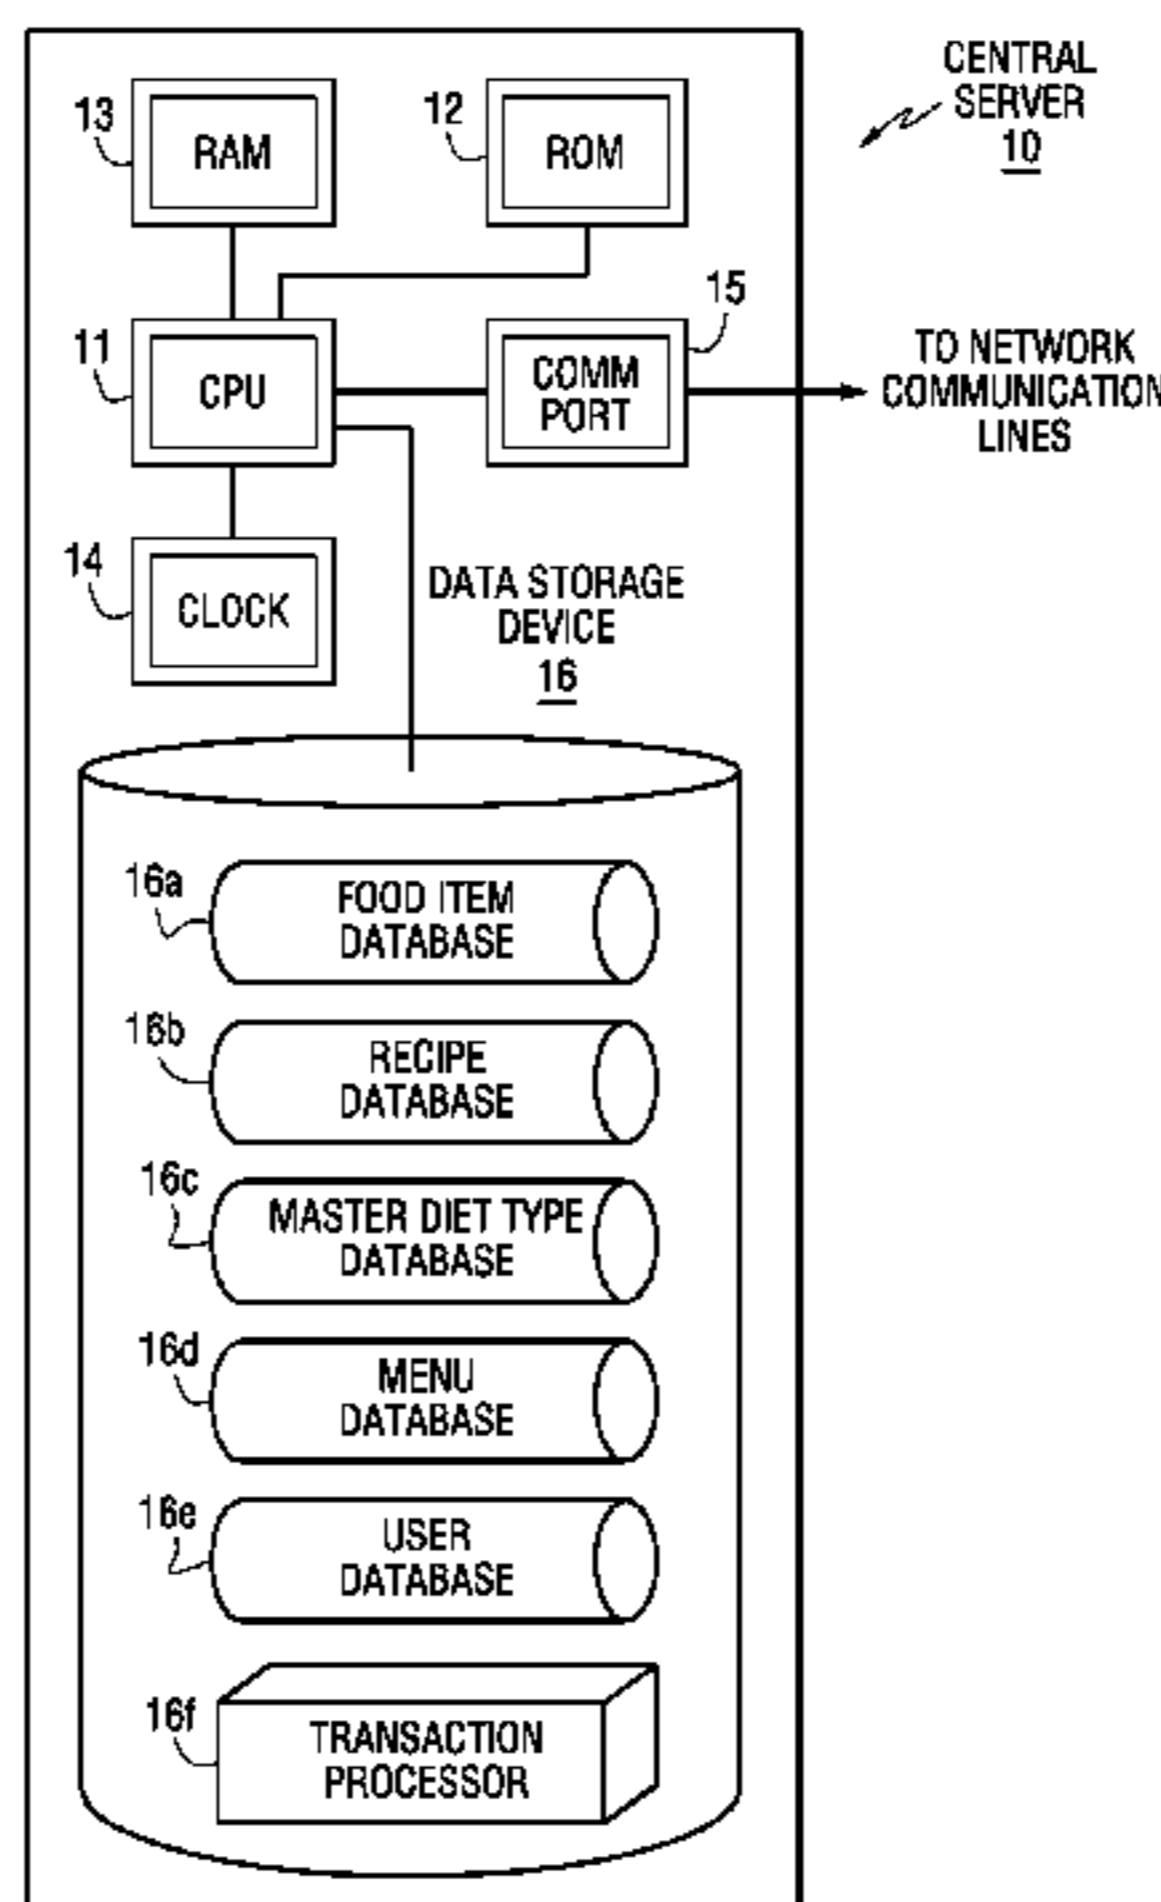 CENTRAL
SERVER
10
13
RAM
12
ROM
15
11
CPU
COMM
PORT
TO NETWORK
COMMUNICATION
LINES
14
CLOCK
DATA STORAGE
DEVICE
16
16a
FOOD ITEM
DATABASE
16b
RECIPE
DATABASE
16c
MASTER DIET TYPE
DATABASE
16d
MENU
DATABASE
16e
USER
DATABASE
16f
TRANSACTION
PROCESSOR